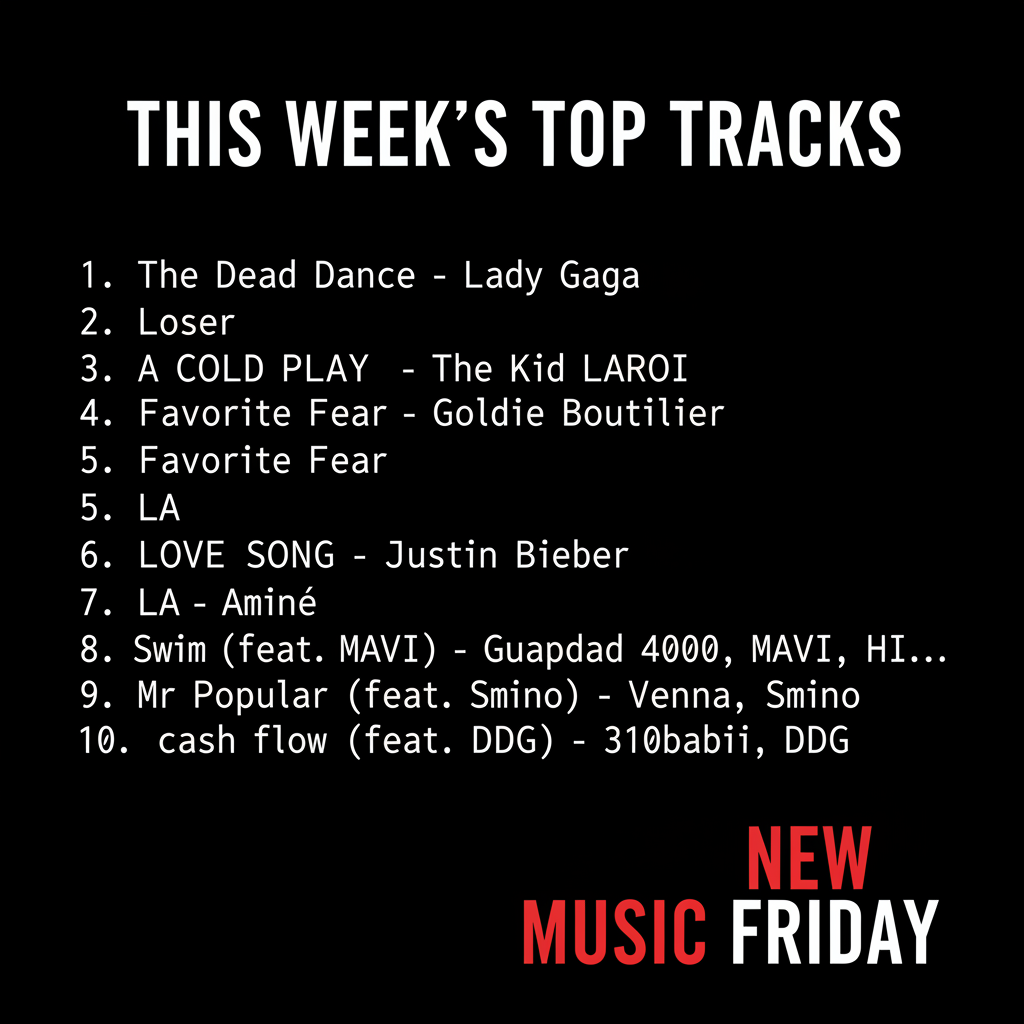 THIS WEEK’S TOP TRACKS
1. The Dead Dance - Lady Gaga
2. Loser
3. A COLD PLAY - The Kid LAROI
4. Favorite Fear - Goldie Boutilier
5. Favorite Fear
5. LA
6. LOVE SONG - Justin Bieber
7. LA - Aminé
8. Swim (feat. MAVI) - Guapdad 4000, MAVI, HI...
9. Mr Popular (feat. Smino) - Venna, Smino
10. cash flow (feat. DDG) - 310babii, DDG
NEW
MUSIC FRIDAY